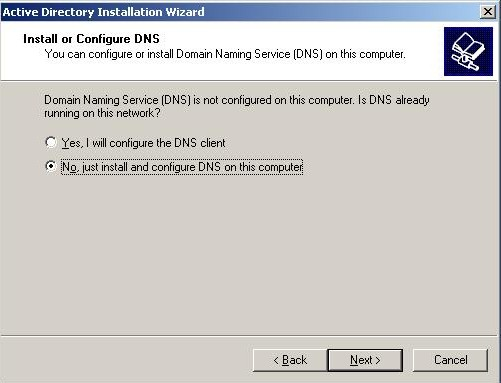 Active Directory Installation Wizard
Install or Configure DNS
You can configure or install Domain Naming Service (DNS) on this computer.
Domain Naming Service (DNS) is not configured on this computer. Is DNS already
running on this network?
Yes, I will configure the DNS client
No, just install and configure DNS on this computer
< Back Next > Cancel